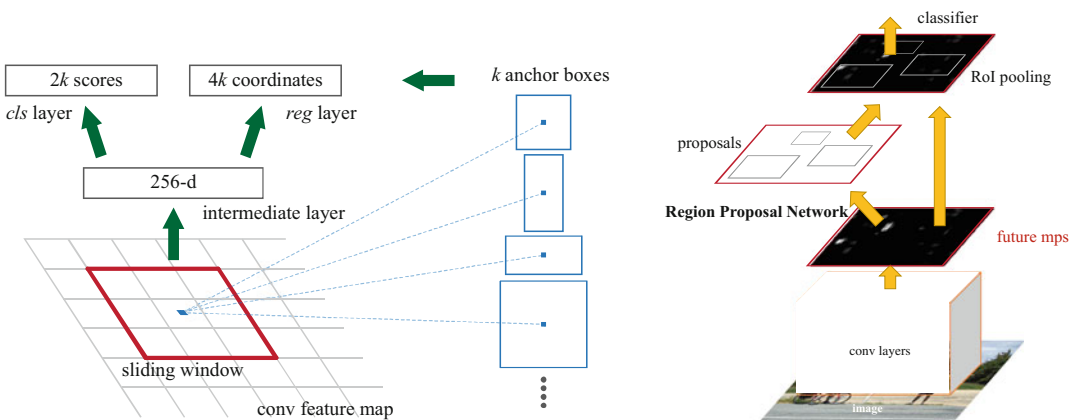 2k scores
4k coordinates
k anchor boxes
cls layer
reg layer
256-d
intermediate layer
sliding window
conv feature map
classifier
RoI pooling
proposals
Region Proposal Network
future mps
conv layers
image